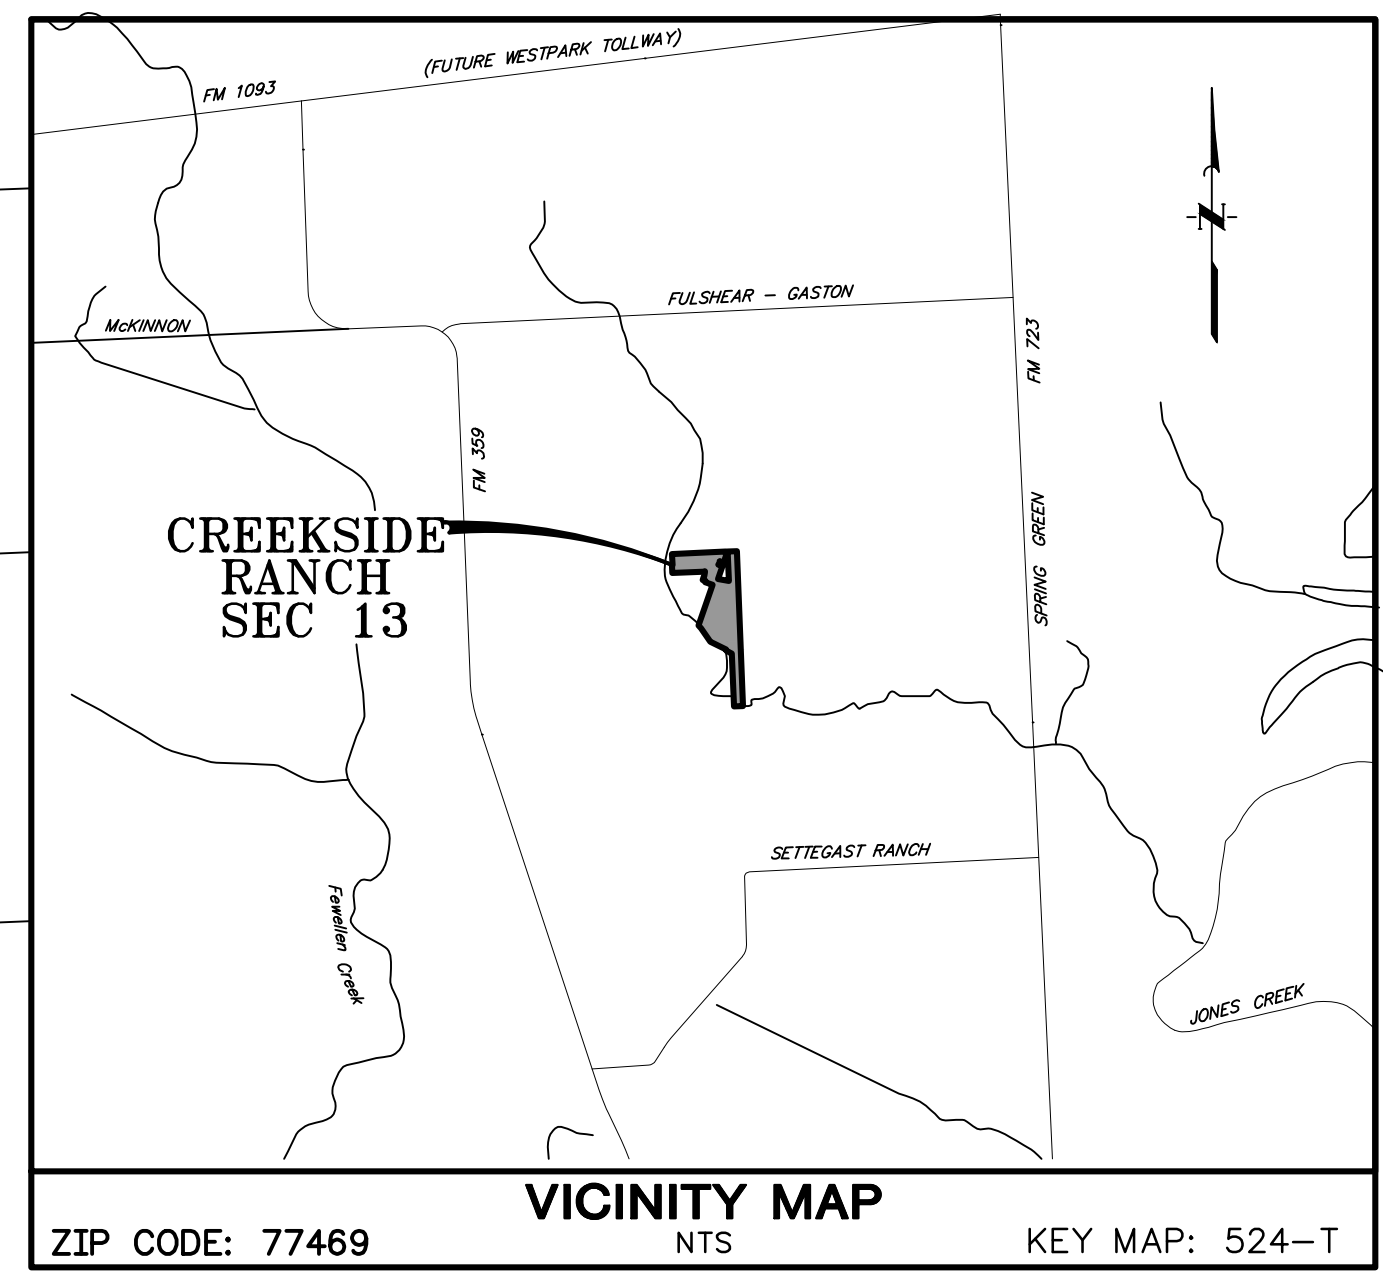 (FUTURE WESTPARK TOLLWAY)
FM 1093
FULSHEAR - GASTON
McKINNON
FM 723
FM 359
SPRING GREEN
CREEKSIDE
RANCH
SEC 13
SETTEGAST RANCH
Fewellen Creek
JONES CREEK
N
VICINITY MAP
NTS
ZIP CODE: 77469
KEY MAP: 524-T